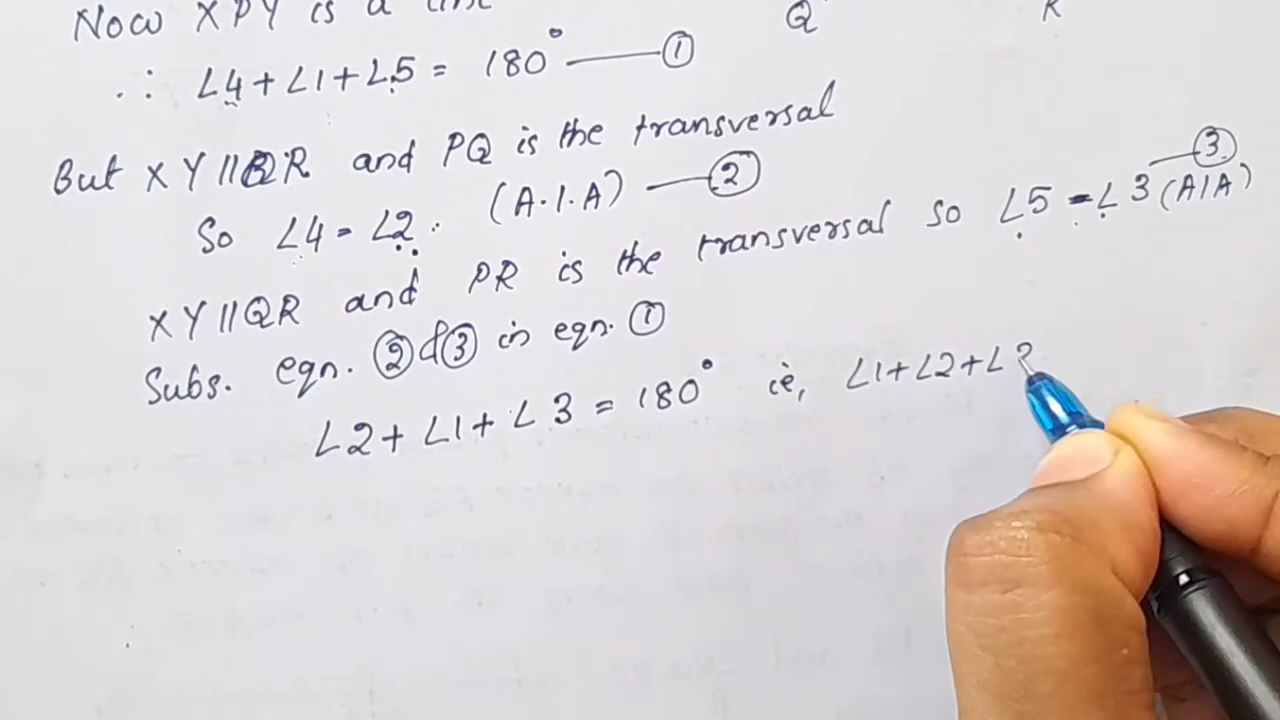 Now XPY is a line
Q R
∴ ∠4 + ∠1 + ∠5 = 180° — ①
But XY || QR and PQ is the transversal
So ∠4 = ∠2. (A.I.A) — ②
XY || QR and PR is the transversal so ∠5 = ∠3 (AIA) — ③
Subs. eqn. ② & ③ in eqn. ①
∠2 + ∠1 + ∠3 = 180° ie, ∠1 + ∠2 + ∠3